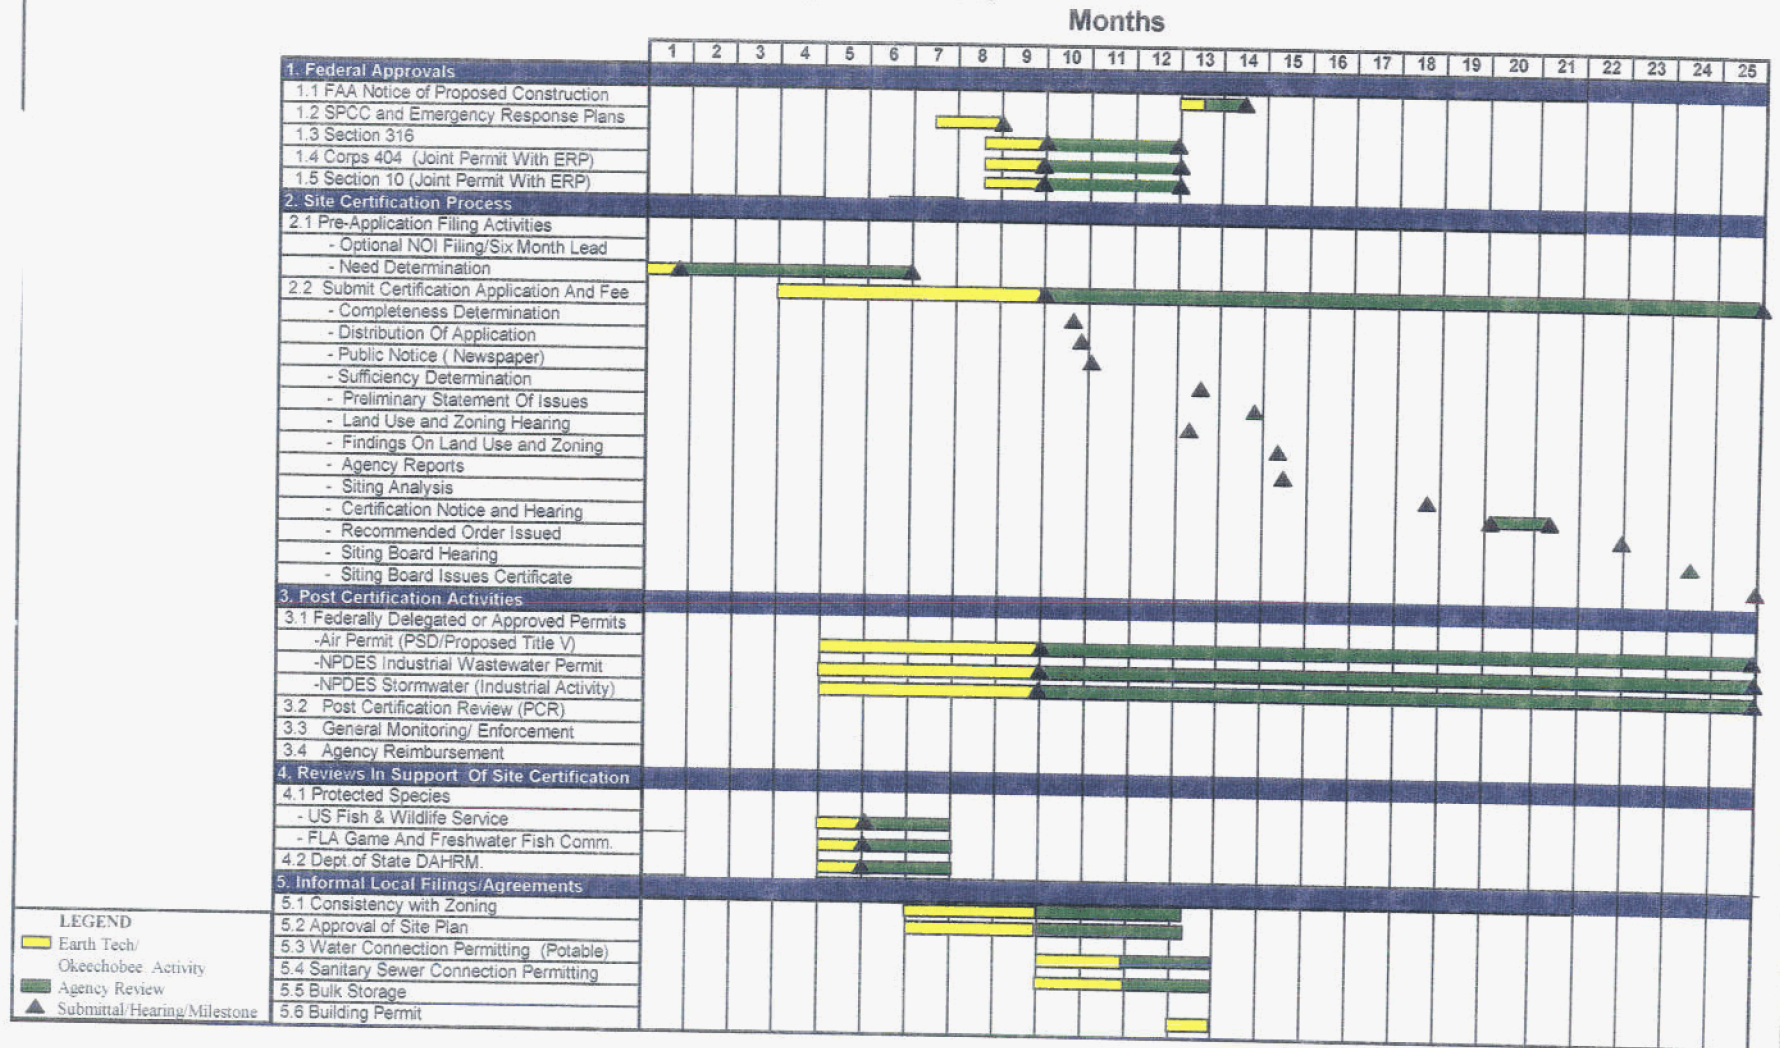 Months
1 2 3 4 5 6 7 8 9 10 11 12 13 14 15 16 17 18 19 20 21 22 23 24 25
1. Federal Approvals
1.1 FAA Notice of Proposed Construction
1.2 SPCC and Emergency Response Plans
1.3 Section 316
1.4 Corps 404 (Joint Permit With ERP)
1.5 Section 10 (Joint Permit With ERP)
2. Site Certification Process
2.1 Pre-Application Filing Activities
- Optional NOI Filing/Six Month Lead
- Need Determination
2.2 Submit Certification Application And Fee
- Completeness Determination
- Distribution Of Application
- Public Notice ( Newspaper)
- Sufficiency Determination
- Preliminary Statement Of Issues
- Land Use and Zoning Hearing
- Findings On Land Use and Zoning
- Agency Reports
- Siting Analysis
- Certification Notice and Hearing
- Recommended Order Issued
- Siting Board Hearing
- Siting Board Issues Certificate
3. Post Certification Activities
3.1 Federally Delegated or Approved Permits
-Air Permit (PSD/Proposed Title V)
-NPDES Industrial Wastewater Permit
-NPDES Stormwater (Industrial Activity)
3.2 Post Certification Review (PCR)
3.3 General Monitoring/ Enforcement
3.4 Agency Reimbursement
4. Reviews In Support Of Site Certification
4.1 Protected Species
- US Fish & Wildlife Service
- FLA Game And Freshwater Fish Comm.
4.2 Dept.of State DAHRM.
5. Informal Local Filings/Agreements
5.1 Consistency with Zoning
5.2 Approval of Site Plan
5.3 Water Connection Permitting (Potable)
5.4 Sanitary Sewer Connection Permitting
5.5 Bulk Storage
5.6 Building Permit
LEGEND
Earth Tech/
Okeechobee Activity
Agency Review
Submittal/Hearing/Milestone